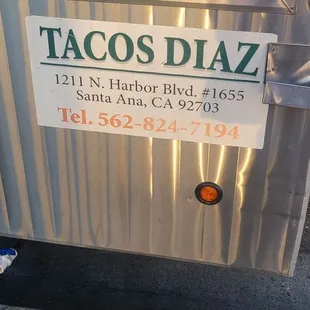 TACOS DIAZ
1211 N. Harbor Blvd. #1655
Santa Ana, CA 92703
Tel. 562-824-7194